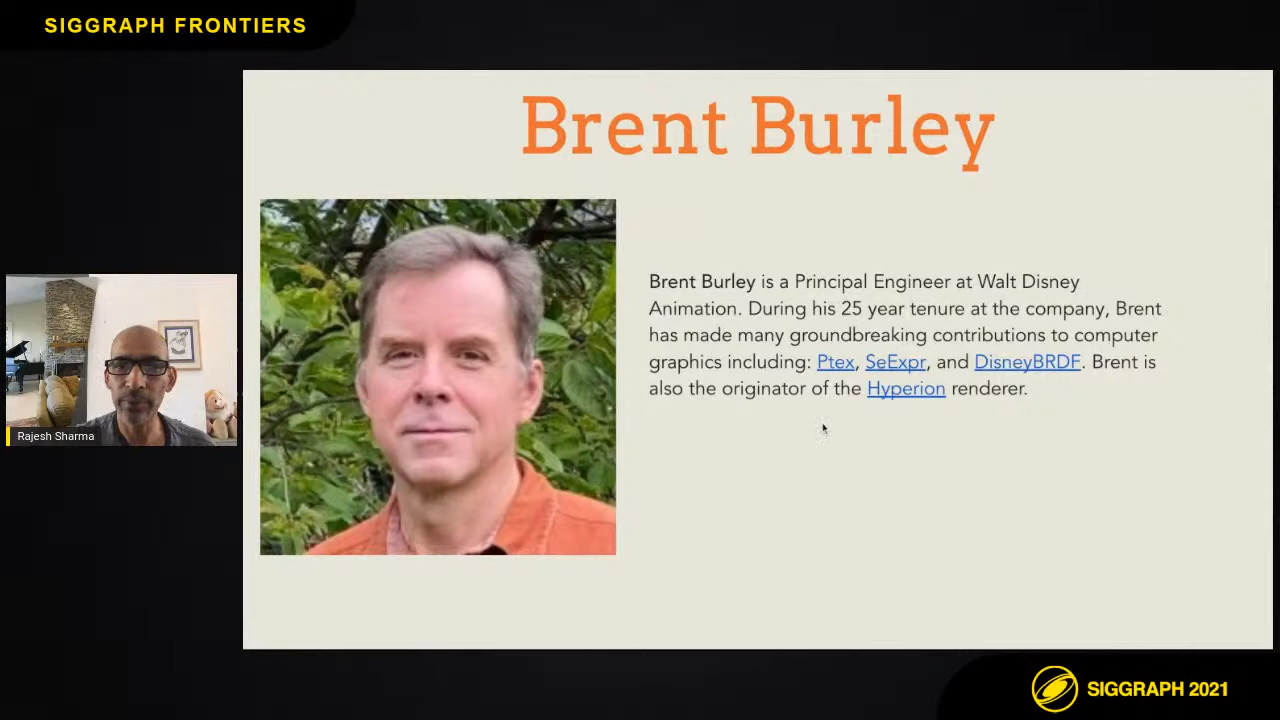 SIGGRAPH FRONTIERS
Brent Burley
Brent Burley is a Principal Engineer at Walt Disney
Animation. During his 25 year tenure at the company, Brent
has made many groundbreaking contributions to computer
graphics including: Ptex, SeExpr, and DisneyBRDF. Brent is
also the originator of the Hyperion renderer.
Rajesh Sharma
SIGGRAPH 2021